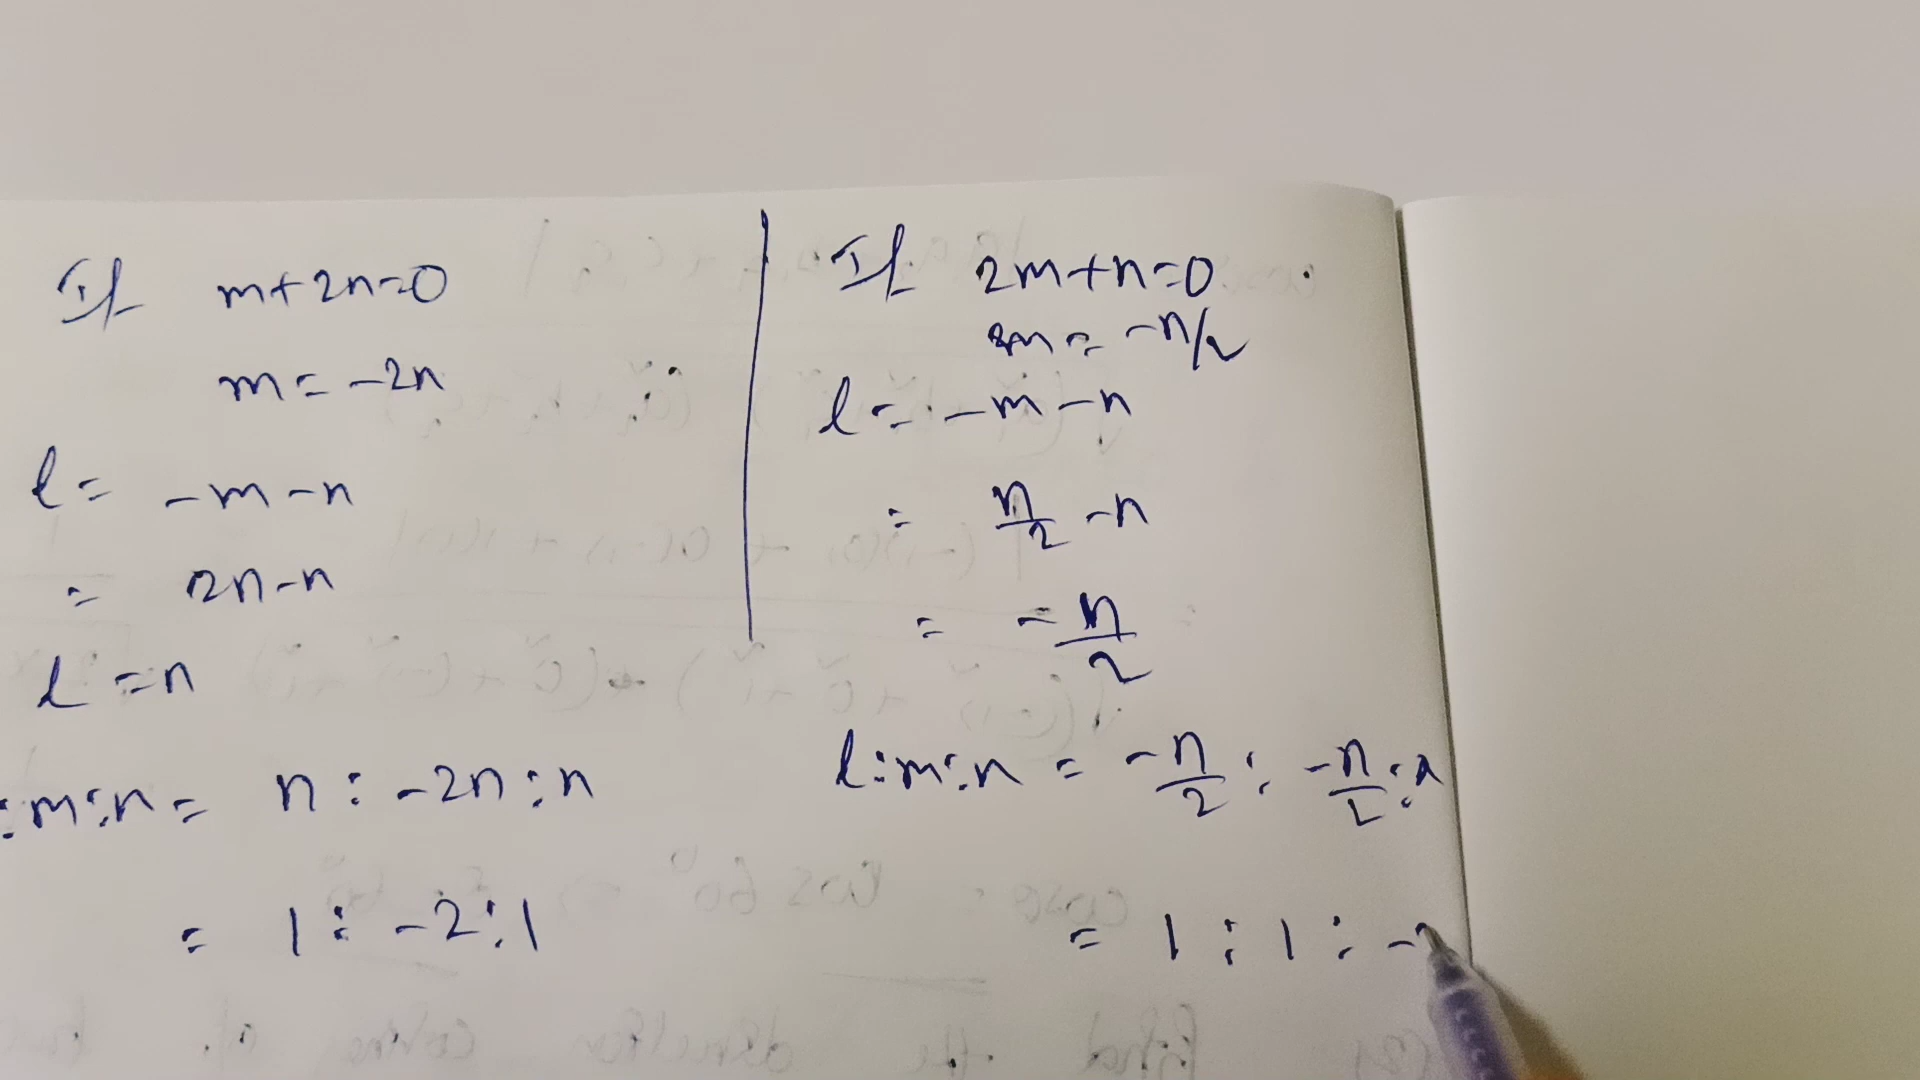 If m+2n=0
m = -2n
l = -m-n
= 2n-n
l = n
:m:n = n : -2n : n
= 1 : -2 : 1
If 2m+n=0
m = -n/2
l = -m-n
= n/2 -n
= -n/2
l:m:n = -n/2 : -n/2 : n
= 1 : 1 : -2